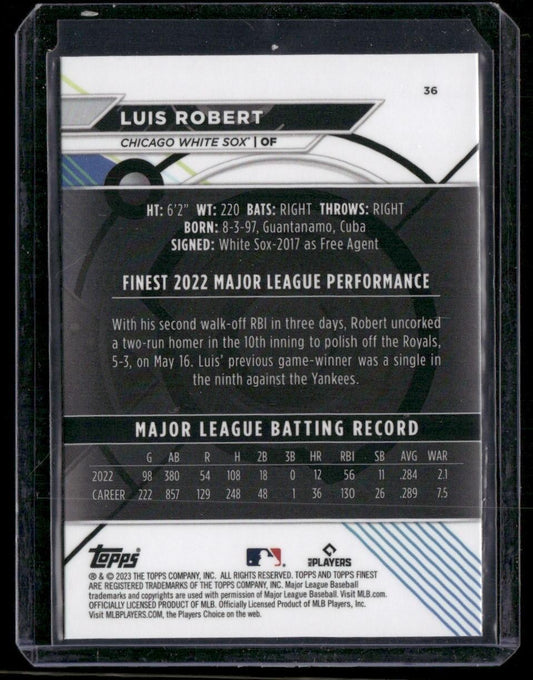 36
LUIS ROBERT
CHICAGO WHITE SOX® | OF
HT: 6'2" WT: 220 BATS: RIGHT THROWS: RIGHT
BORN: 8-3-97, Guantanamo, Cuba
SIGNED: White Sox-2017 as Free Agent
FINEST 2022 MAJOR LEAGUE PERFORMANCE
With his second walk-off RBI in three days, Robert uncorked
a two-run homer in the 10th inning to polish off the Royals,
5-3, on May 16. Luis' previous game-winner was a single in
the ninth against the Yankees.
MAJOR LEAGUE BATTING RECORD
G AB R H 2B 3B HR RBI SB AVG WAR
2022 98 380 54 108 18 0 12 56 11 .284 2.1
CAREER 222 857 129 248 48 1 36 130 26 .289 7.5
topps
PLAYERS
® & © 2023 THE TOPPS COMPANY, INC. ALL RIGHTS RESERVED. TOPPS AND TOPPS FINEST
ARE REGISTERED TRADEMARKS OF THE TOPPS COMPANY, INC. Major League Baseball
trademarks and copyrights are used with permission of Major League Baseball. Visit MLB.com.
OFFICIALLY LICENSED PRODUCT OF MLB. Officially Licensed Product of MLB Players, Inc.
Visit MLBPLAYERS.com, the Players Choice on the web.